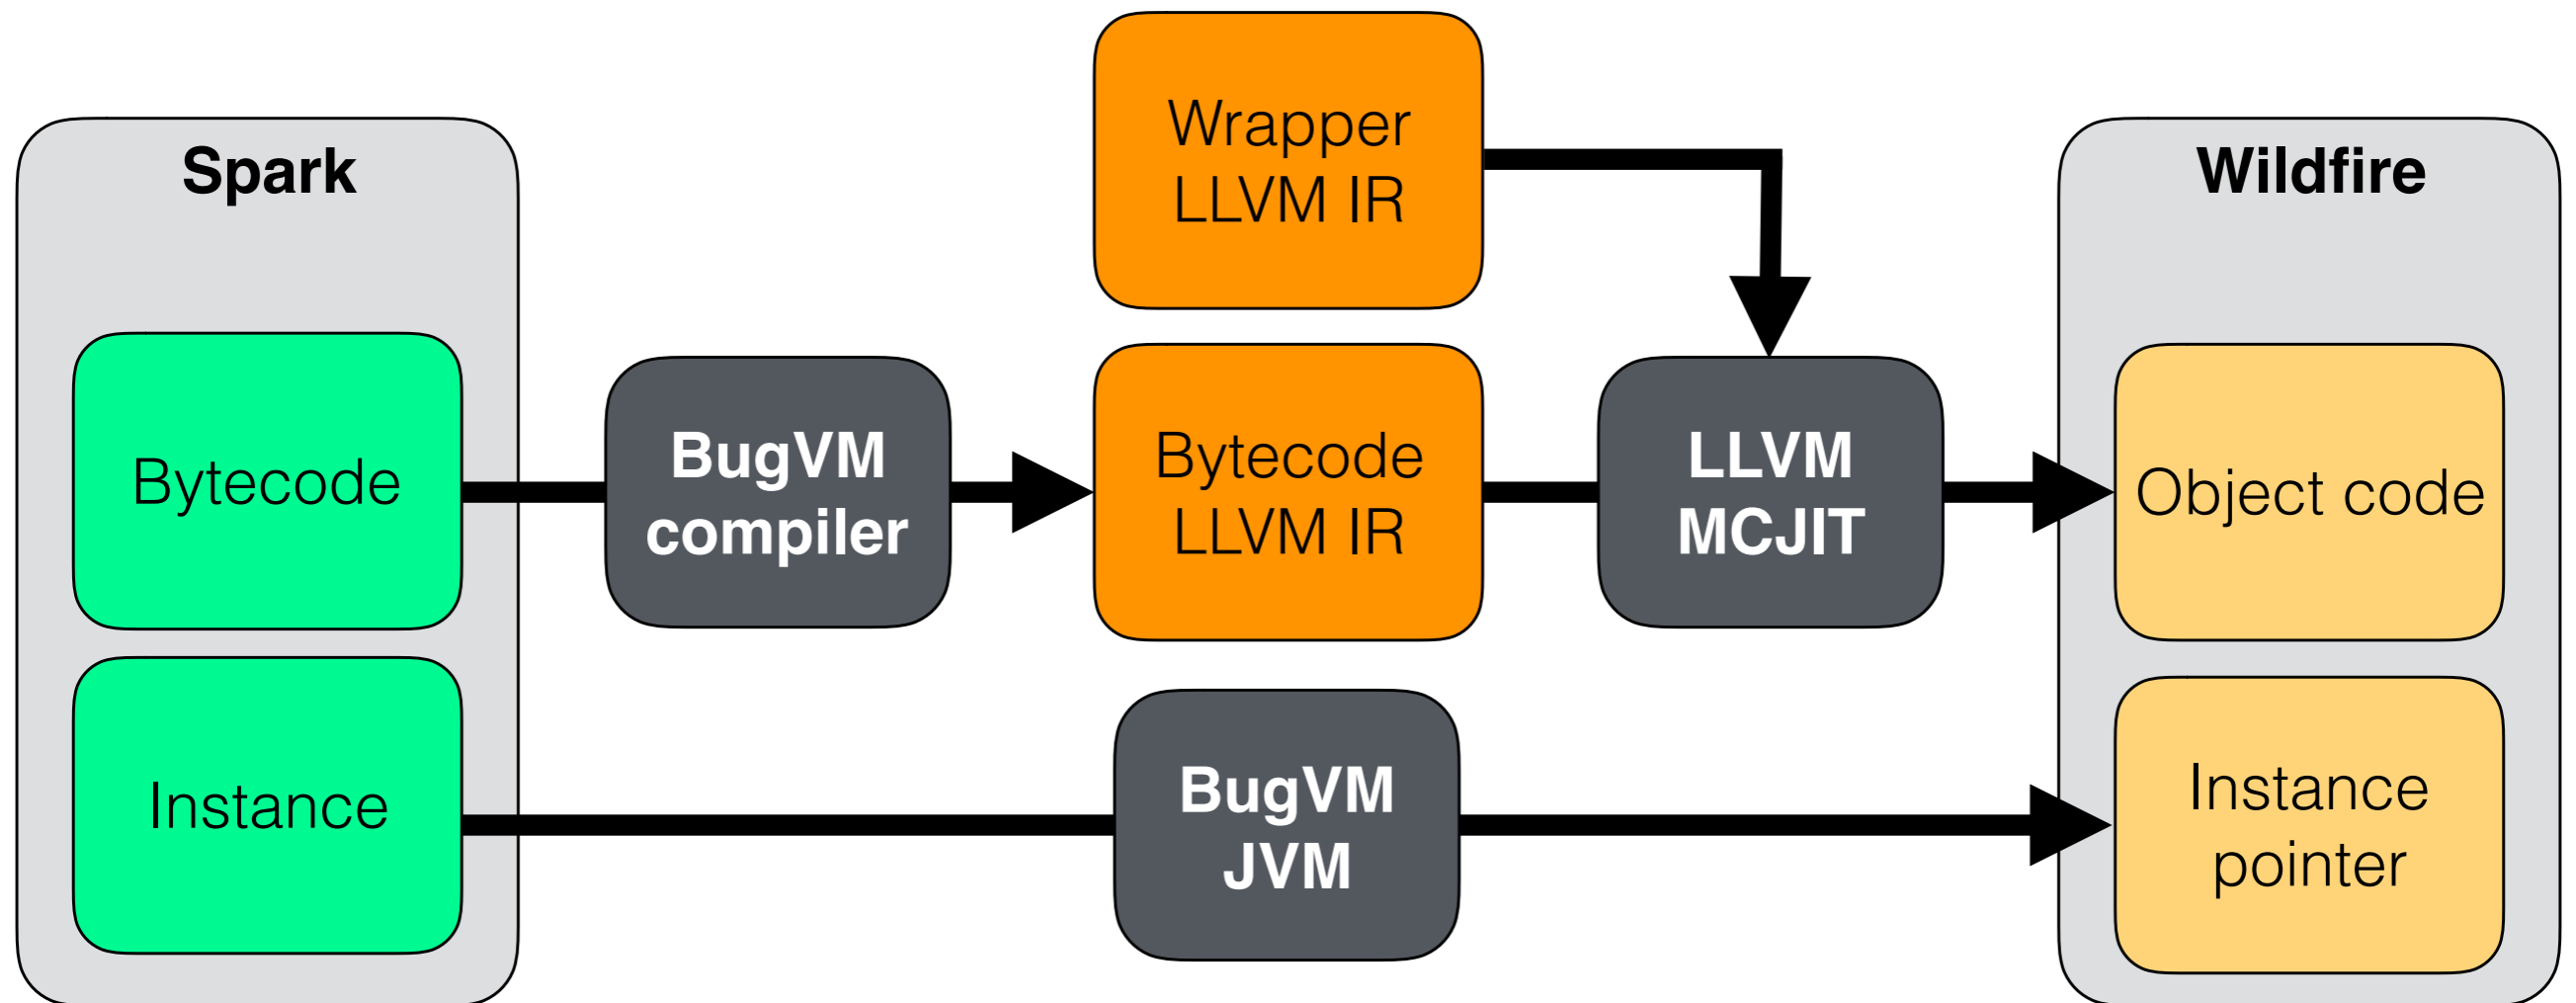 Spark
Bytecode
Instance
BugVM
compiler
Wrapper
LLVM IR
Bytecode
LLVM IR
BugVM
JVM
LLVM
MCJIT
Wildfire
Object code
Instance
pointer